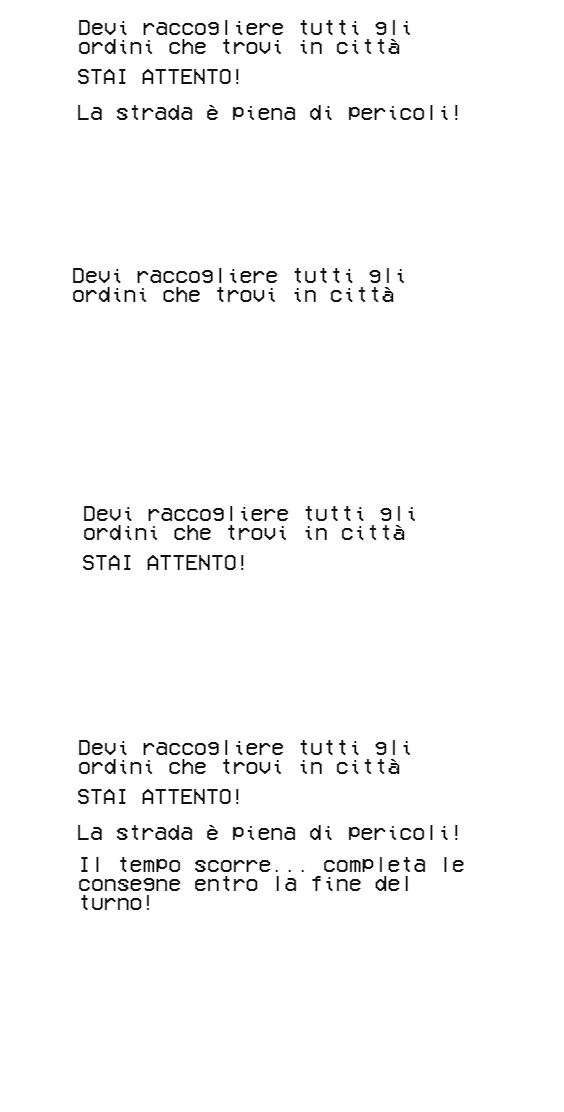 Devi raccogliere tutti gli
ordini che trovi in città
STAI ATTENTO!
La strada è piena di pericoli!
Devi raccogliere tutti gli
ordini che trovi in città
Devi raccogliere tutti gli
ordini che trovi in città
STAI ATTENTO!
Devi raccogliere tutti gli
ordini che trovi in città
STAI ATTENTO!
La strada è piena di pericoli!
Il tempo scorre... completa le
consegne entro la fine del
turno!